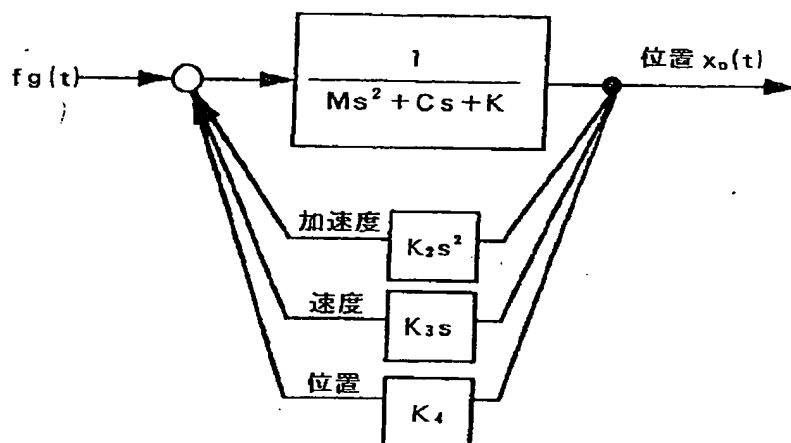 1
Ms² + Cs + K
fg(t)
位置 x₀(t)
加速度
K₂s²
速度
K₃s
位置
K₄